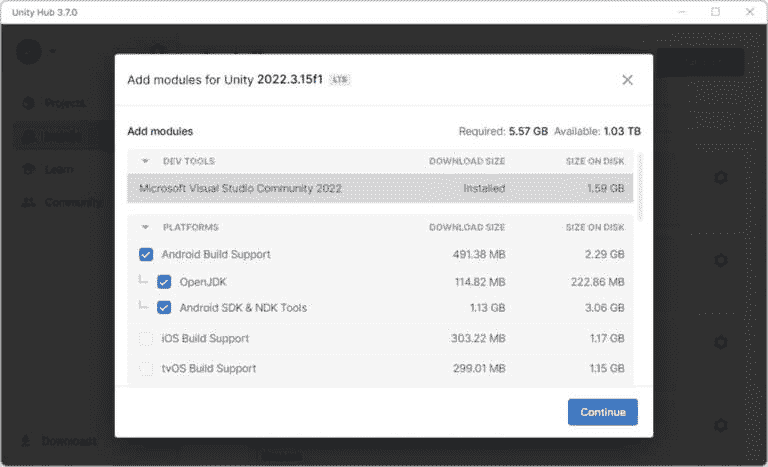 Unity Hub 3.7.0
Add modules for Unity 2022.3.15f1 LTS
Add modules Required: 5.57 GB Available: 1.03 TB
DEV TOOLS DOWNLOAD SIZE SIZE ON DISK
Microsoft Visual Studio Community 2022 Installed 1.59 GB
PLATFORMS DOWNLOAD SIZE SIZE ON DISK
Android Build Support 491.38 MB 2.29 GB
OpenJDK 114.82 MB 222.86 MB
Android SDK & NDK Tools 1.13 GB 3.06 GB
iOS Build Support 303.22 MB 1.17 GB
tvOS Build Support 299.01 MB 1.15 GB
Continue
Projects
Installs
Learn
Community
Downloads